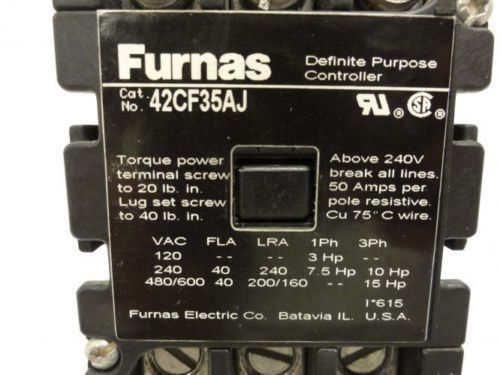 Furnas
Definite Purpose
Controller
Cat.
No. 42CF35AJ
Torque power
terminal screw
to 20 lb. in.
Lug set screw
to 40 lb. in.
Above 240V
break all lines.
50 Amps per
pole resistive.
Cu 75°C wire.
VAC FLA LRA 1Ph 3Ph
120 -- -- 3 Hp
240 40 240 7.5 Hp 10 Hp
480/600 40 200/160 -- 15 Hp
I*615
Furnas Electric Co. Batavia IL. U.S.A.